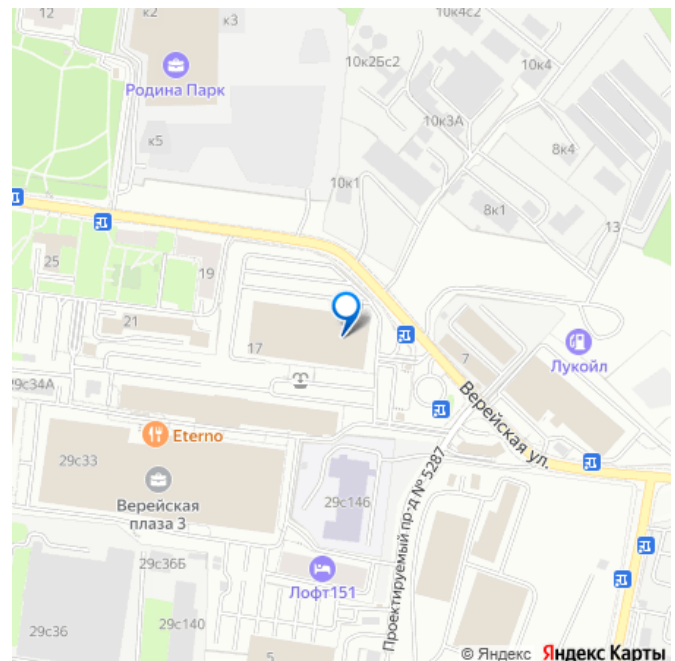 12
к2
к3
10к4с2
10к2Бс2
10к4
Родина Парк
10к3А
к5
8к4
10к1
8к1
13
25
19
21
17
7
Лукойл
29с34А
Верейская ул.
Eterno
29с33
Верейская
плаза 3
29с146
Проектируемый пр-д № 5287
29с36Б
Лофт151
29с36
29с140
5
© Яндекс Яндекс Карты